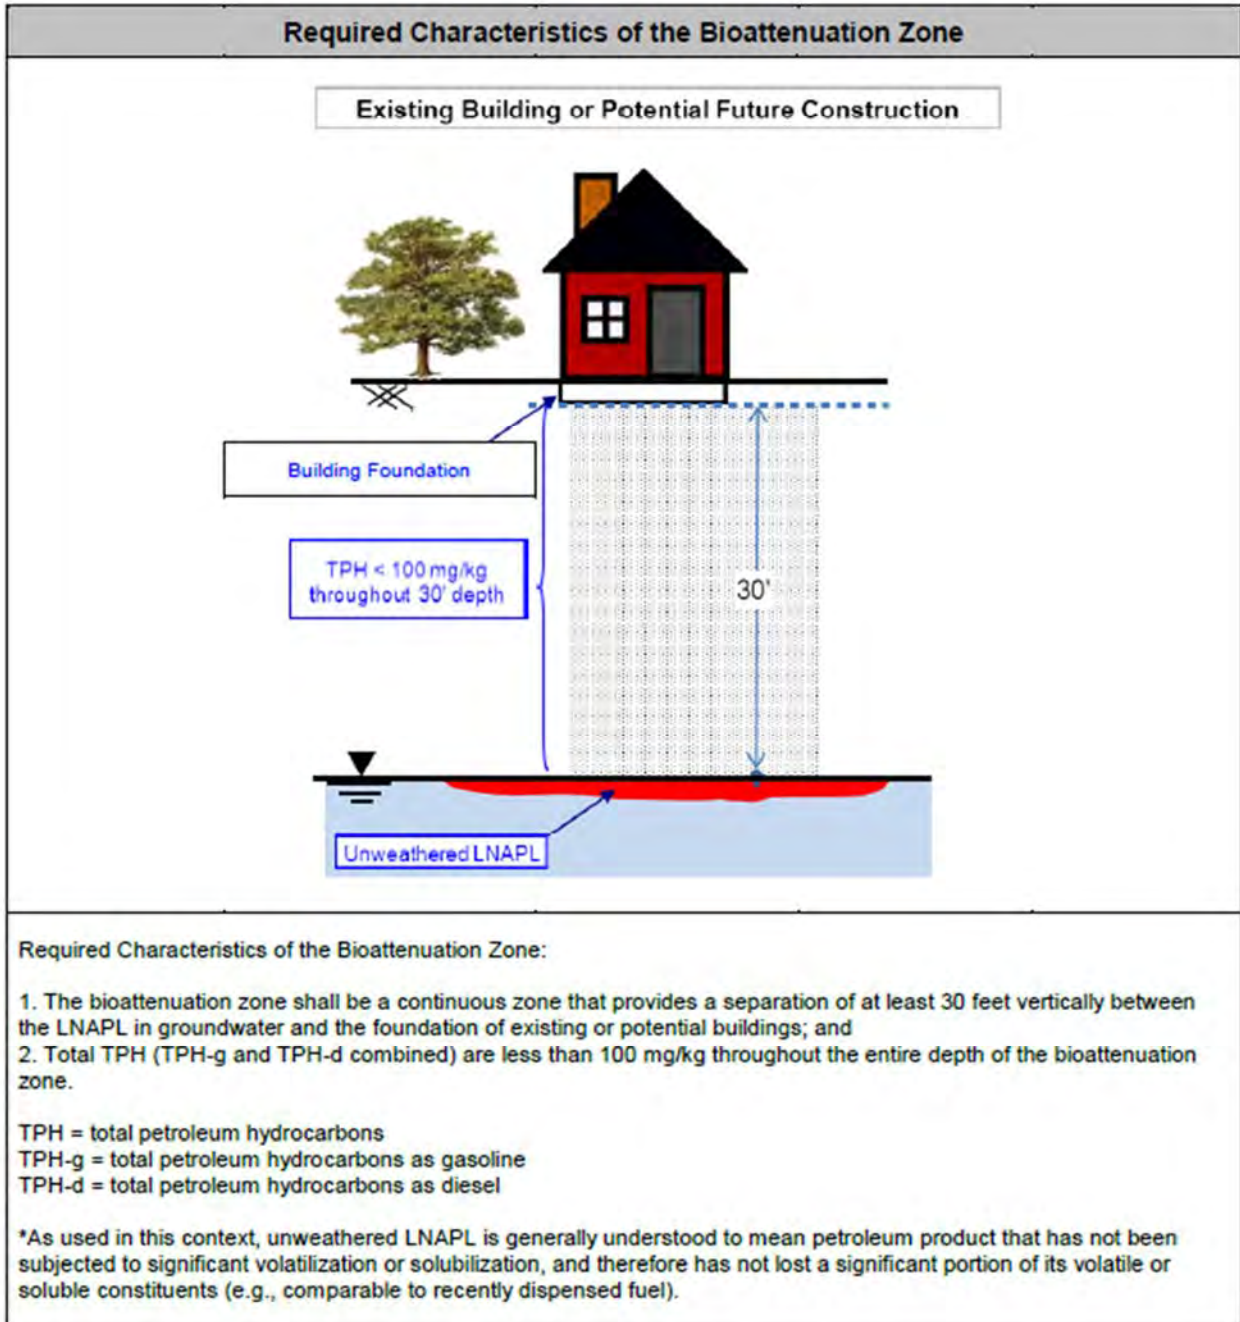 Required Characteristics of the Bioattenuation Zone
Existing Building or Potential Future Construction
Building Foundation
TPH < 100 mg/kg
throughout 30' depth
30'
Unweathered LNAPL
Required Characteristics of the Bioattenuation Zone:
1. The bioattenuation zone shall be a continuous zone that provides a separation of at least 30 feet vertically between
the LNAPL in groundwater and the foundation of existing or potential buildings; and
2. Total TPH (TPH-g and TPH-d combined) are less than 100 mg/kg throughout the entire depth of the bioattenuation
zone.
TPH = total petroleum hydrocarbons
TPH-g = total petroleum hydrocarbons as gasoline
TPH-d = total petroleum hydrocarbons as diesel
*As used in this context, unweathered LNAPL is generally understood to mean petroleum product that has not been
subjected to significant volatilization or solubilization, and therefore has not lost a significant portion of its volatile or
soluble constituents (e.g., comparable to recently dispensed fuel).